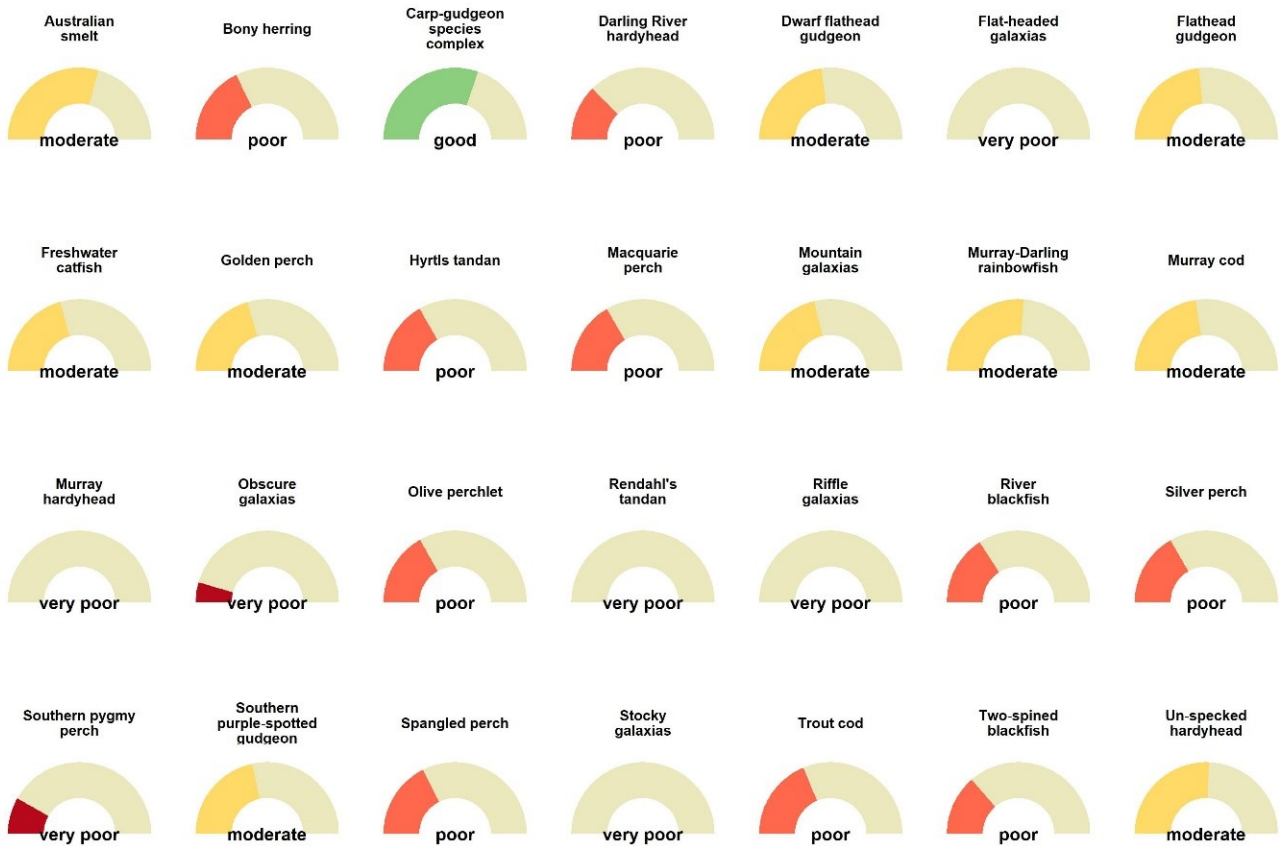 Australian
smelt
Bony herring
Carp-gudgeon
species
complex
Darling River
hardyhead
Dwarf flathead
gudgeon
Flat-headed
galaxias
Flathead
gudgeon
moderate
poor
good
poor
moderate
very poor
moderate
Freshwater
catfish
Golden perch
Hyrtls tandan
Macquarie
perch
Mountain
galaxias
Murray-Darling
rainbowfish
Murray cod
moderate
moderate
poor
poor
moderate
moderate
moderate
Murray
hardyhead
Obscure
galaxias
Olive perchlet
Rendahl's
tandan
Riffle
galaxias
River
blackfish
Silver perch
very poor
very poor
poor
very poor
very poor
poor
poor
Southern pygmy
perch
Southern
purple-spotted
gudgeon
Spangled perch
Stocky
galaxias
Trout cod
Two-spined
blackfish
Un-specked
hardyhead
very poor
moderate
poor
very poor
poor
poor
moderate